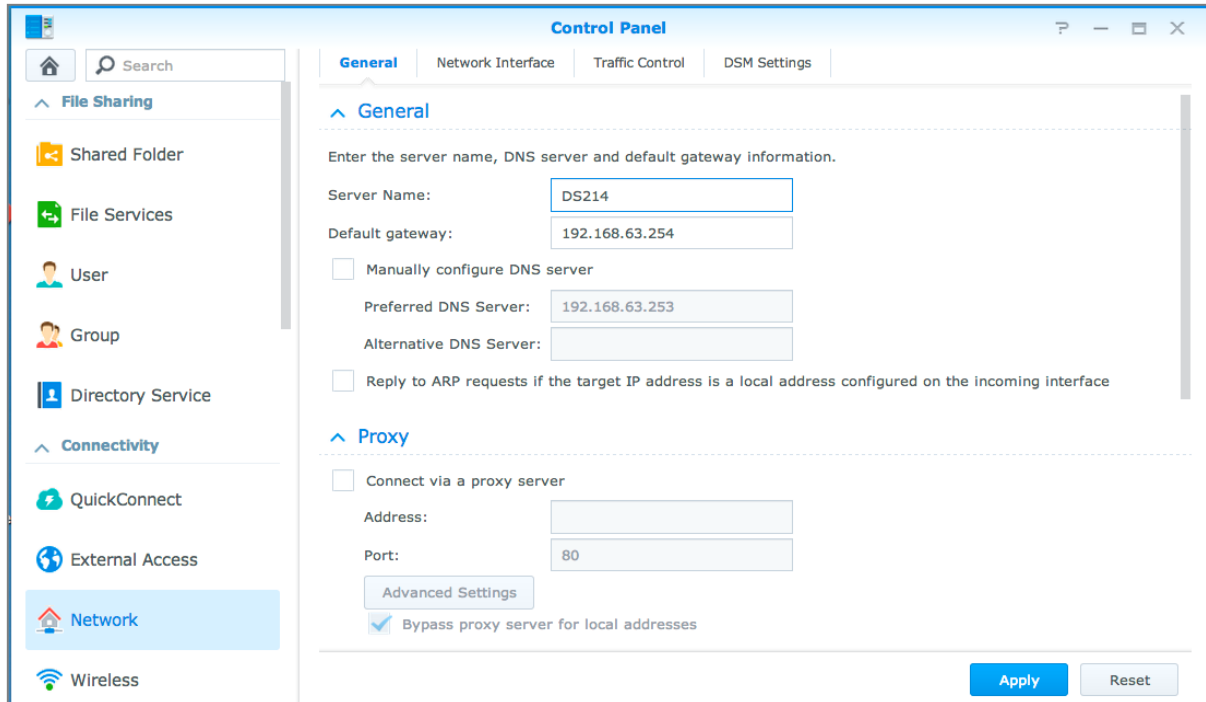 Control Panel
Search
File Sharing
Shared Folder
File Services
User
Group
Directory Service
Connectivity
QuickConnect
External Access
Network
Wireless
General Network Interface Traffic Control DSM Settings
General
Enter the server name, DNS server and default gateway information.
Server Name: DS214
Default gateway: 192.168.63.254
Manually configure DNS server
Preferred DNS Server: 192.168.63.253
Alternative DNS Server:
Reply to ARP requests if the target IP address is a local address configured on the incoming interface
Proxy
Connect via a proxy server
Address:
Port: 80
Advanced Settings
Bypass proxy server for local addresses
Apply Reset